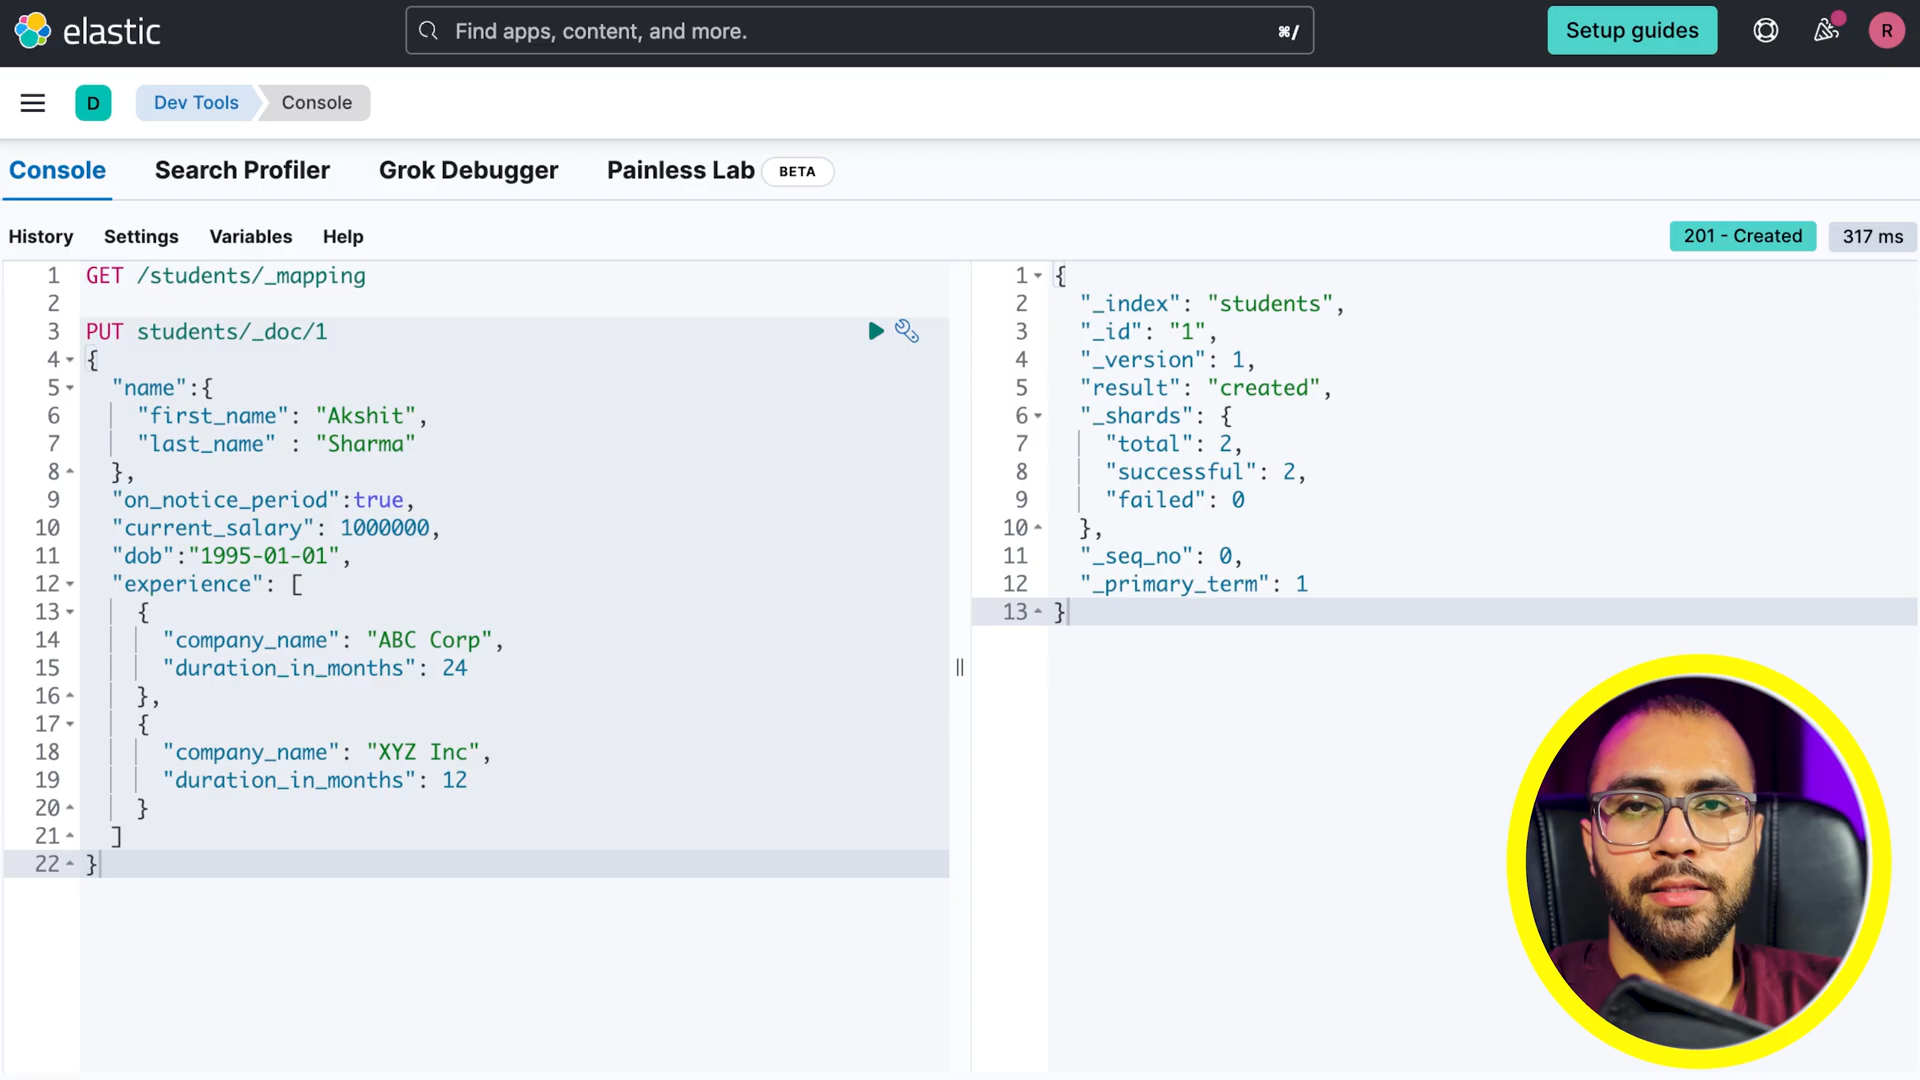 elastic
Find apps, content, and more.
⌘/
Setup guides
R
D
Dev Tools
Console
Console
Search Profiler
Grok Debugger
Painless Lab
BETA
History
Settings
Variables
Help
201 - Created
317 ms
1 GET /students/_mapping
2
3 PUT students/_doc/1
4 {
5 "name":{
6 "first_name": "Akshit",
7 "last_name" : "Sharma"
8 },
9 "on_notice_period":true,
10 "current_salary": 1000000,
11 "dob":"1995-01-01",
12 "experience": [
13 {
14 "company_name": "ABC Corp",
15 "duration_in_months": 24
16 },
17 {
18 "company_name": "XYZ Inc",
19 "duration_in_months": 12
20 }
21 ]
22 }
1 {
2 "_index": "students",
3 "_id": "1",
4 "_version": 1,
5 "result": "created",
6 "_shards": {
7 "total": 2,
8 "successful": 2,
9 "failed": 0
10 },
11 "_seq_no": 0,
12 "_primary_term": 1
13 }